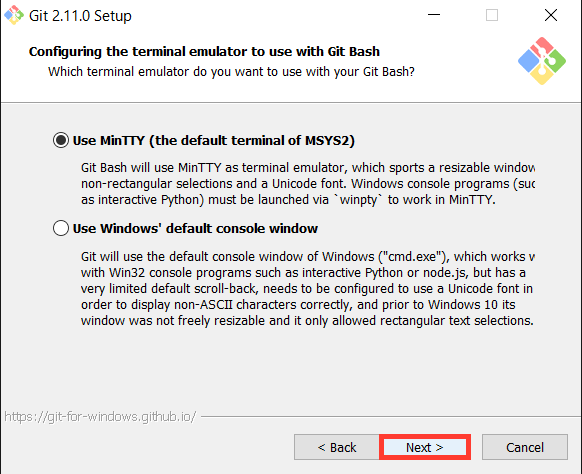 Git 2.11.0 Setup
Configuring the terminal emulator to use with Git Bash
Which terminal emulator do you want to use with your Git Bash?
Use MinTTY (the default terminal of MSYS2)
Git Bash will use MinTTY as terminal emulator, which sports a resizable window
non-rectangular selections and a Unicode font. Windows console programs (suc
as interactive Python) must be launched via `winpty` to work in MinTTY.
Use Windows' default console window
Git will use the default console window of Windows ("cmd.exe"), which works w
with Win32 console programs such as interactive Python or node.js, but has a
very limited default scroll-back, needs to be configured to use a Unicode font in
order to display non-ASCII characters correctly, and prior to Windows 10 its
window was not freely resizable and it only allowed rectangular text selections.
https://git-for-windows.github.io/
< Back Next > Cancel